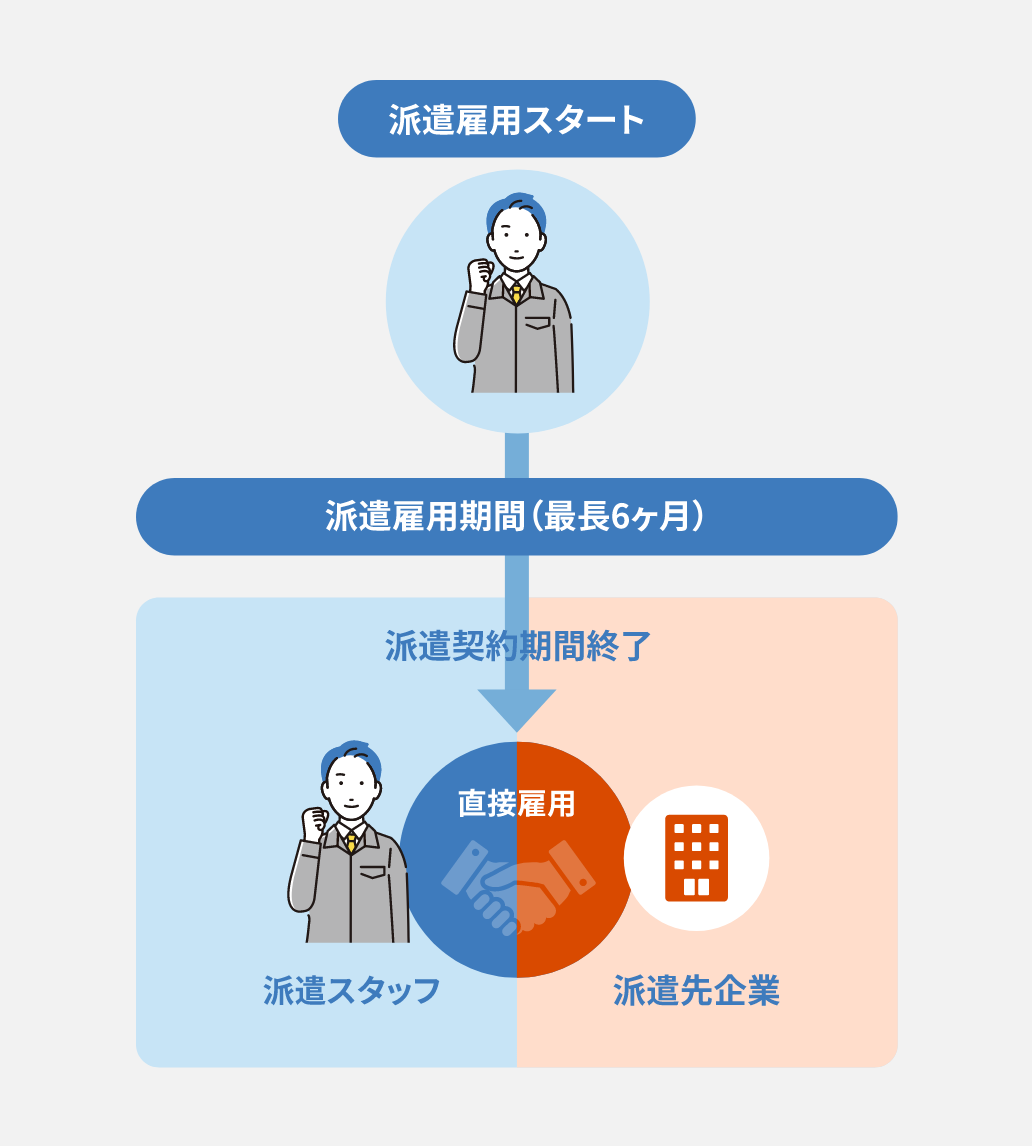 派遣雇用スタート
派遣雇用期間（最長6ヶ月）
派遣契約期間終了
直接雇用
派遣スタッフ
派遣先企業